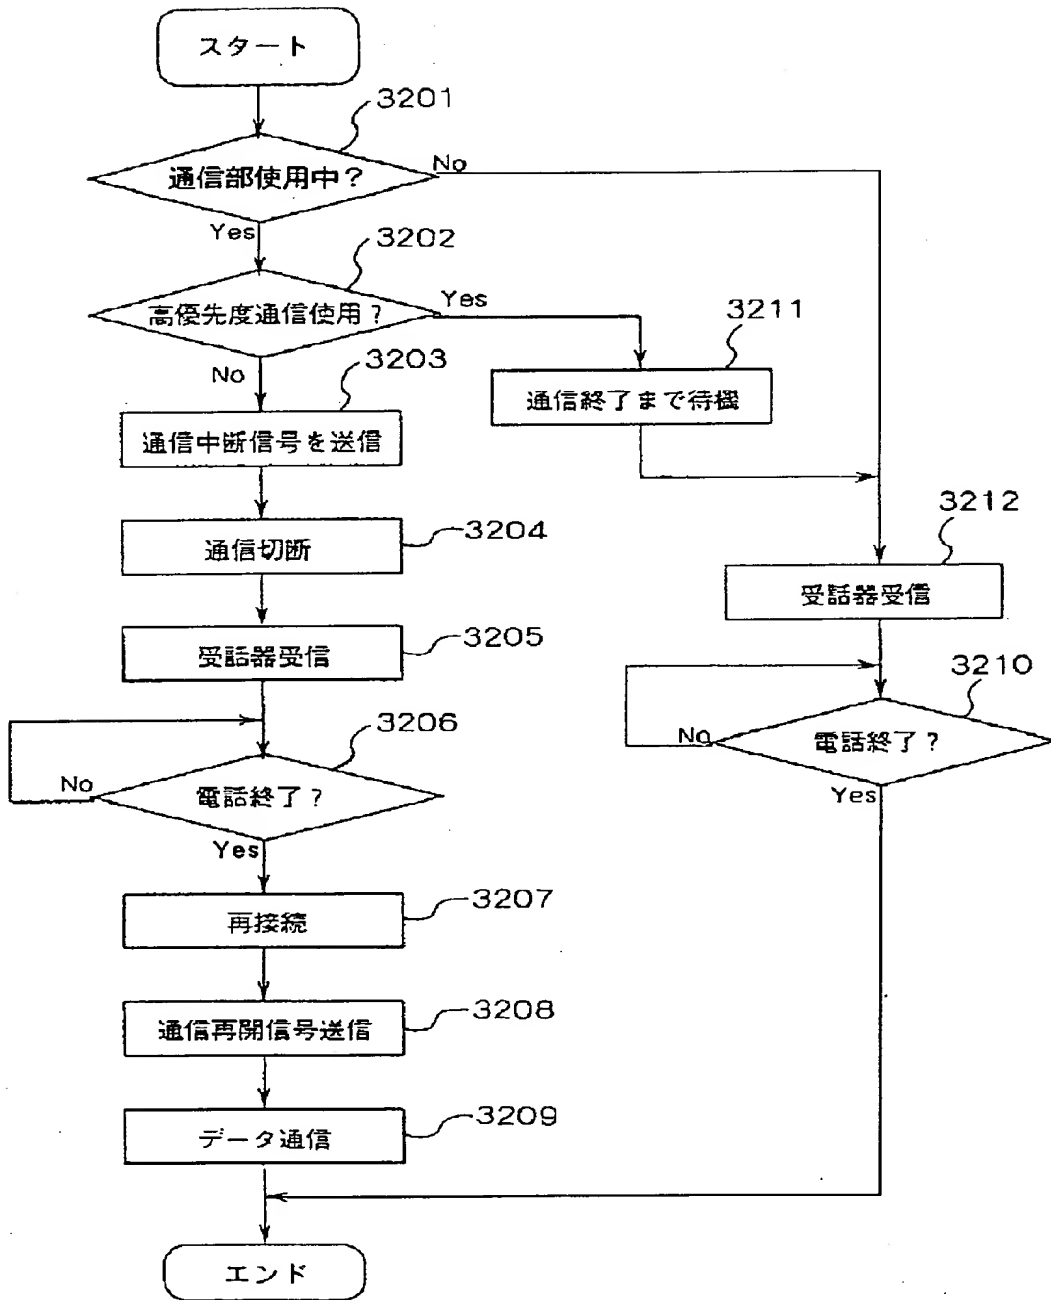 スタート
3201
通信部使用中?
No
Yes
3202
高優先度通信使用?
Yes
No
3203
通信中断信号を送信
3211
通信終了まで待機
3204
通信切断
3212
受話器受信
3205
受話器受信
3206
電話終了?
No
Yes
3210
電話終了?
No
Yes
3207
再接続
3208
通信再開信号送信
3209
データ通信
エンド